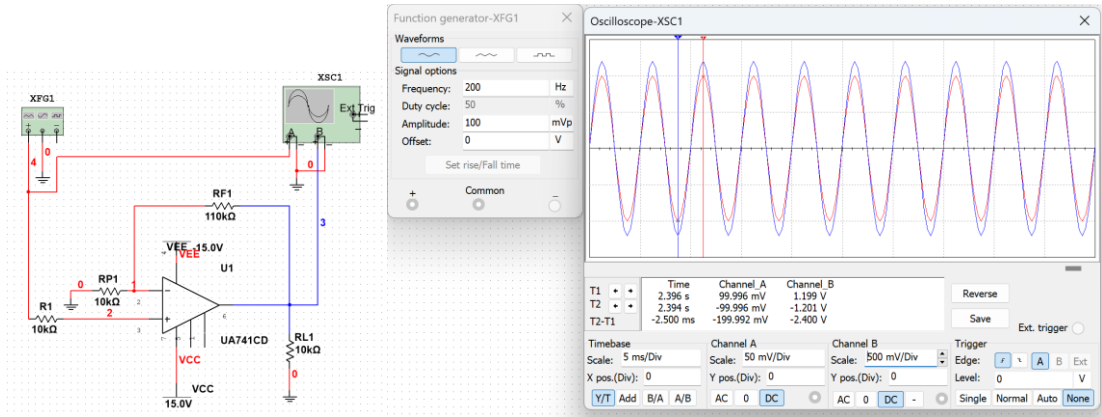 XFG1
4
0
XSC1
Ext Trig
A
B
0
RF1
110kΩ
3
VEE -15.0V
4
VEE
U1
0
RP1
10kΩ
1
2
R1
10kΩ
2
3
6
7
5
1
UA741CD
RL1
10kΩ
0
VCC
VCC
15.0V
Function generator-XFG1
Waveforms
Signal options
Frequency: 200 Hz
Duty cycle: 50 %
Amplitude: 100 mVp
Offset: 0 V
Set rise/Fall time
+ Common -
Oscilloscope-XSC1
Time Channel_A Channel_B
T1 2.396 s 99.996 mV 1.199 V
T2 2.394 s -99.996 mV -1.201 V
T2-T1 -2.500 ms -199.992 mV -2.400 V
Reverse
Save
Ext. trigger
Timebase
Scale: 5 ms/Div
X pos.(Div): 0
Y/T Add B/A A/B
Channel A
Scale: 50 mV/Div
Y pos.(Div): 0
AC 0 DC
Channel B
Scale: 500 mV/Div
Y pos.(Div): 0
AC 0 DC -
Trigger
Edge: A B Ext
Level: 0 V
Single Normal Auto None